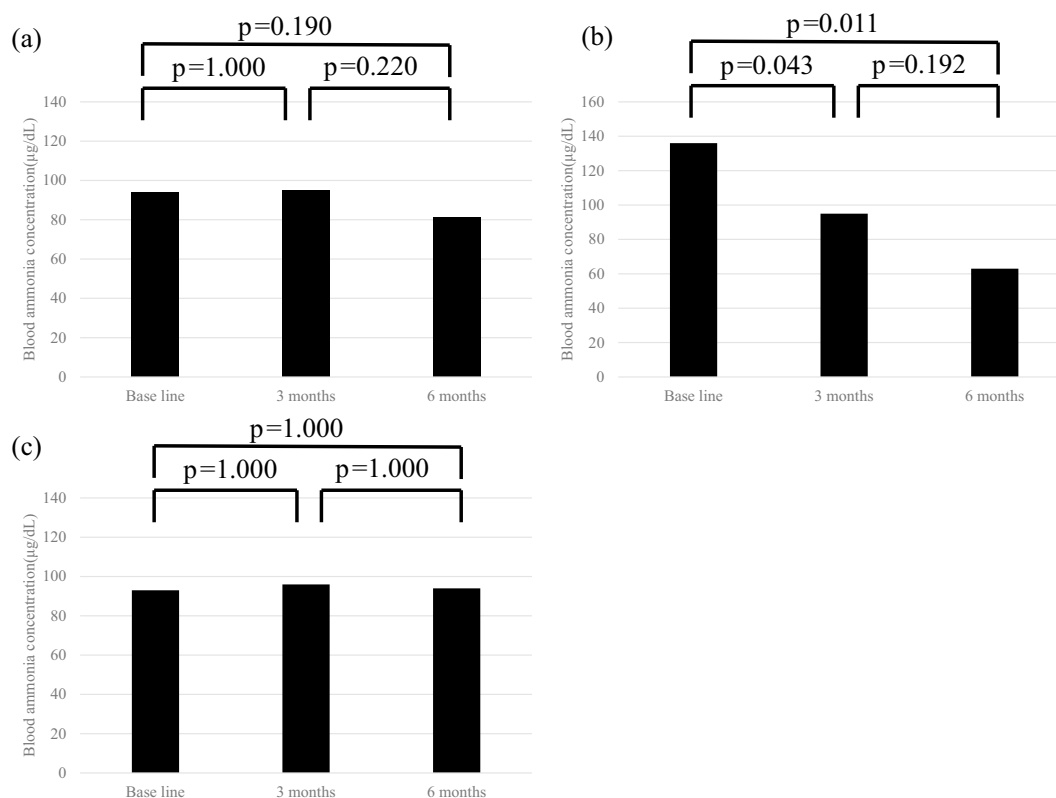 (a)
p=0.190
p=1.000 p=0.220
Blood ammonia concentration(µg/dL)
140
120
100
80
60
40
20
0
Base line 3 months 6 months
(b)
p=0.011
p=0.043 p=0.192
Blood ammonia concentration(µg/dL)
160
140
120
100
80
60
40
20
0
Base line 3 months 6 months
(c)
p=1.000
p=1.000 p=1.000
Blood ammonia concentration(µg/dL)
140
120
100
80
60
40
20
0
Base line 3 months 6 months